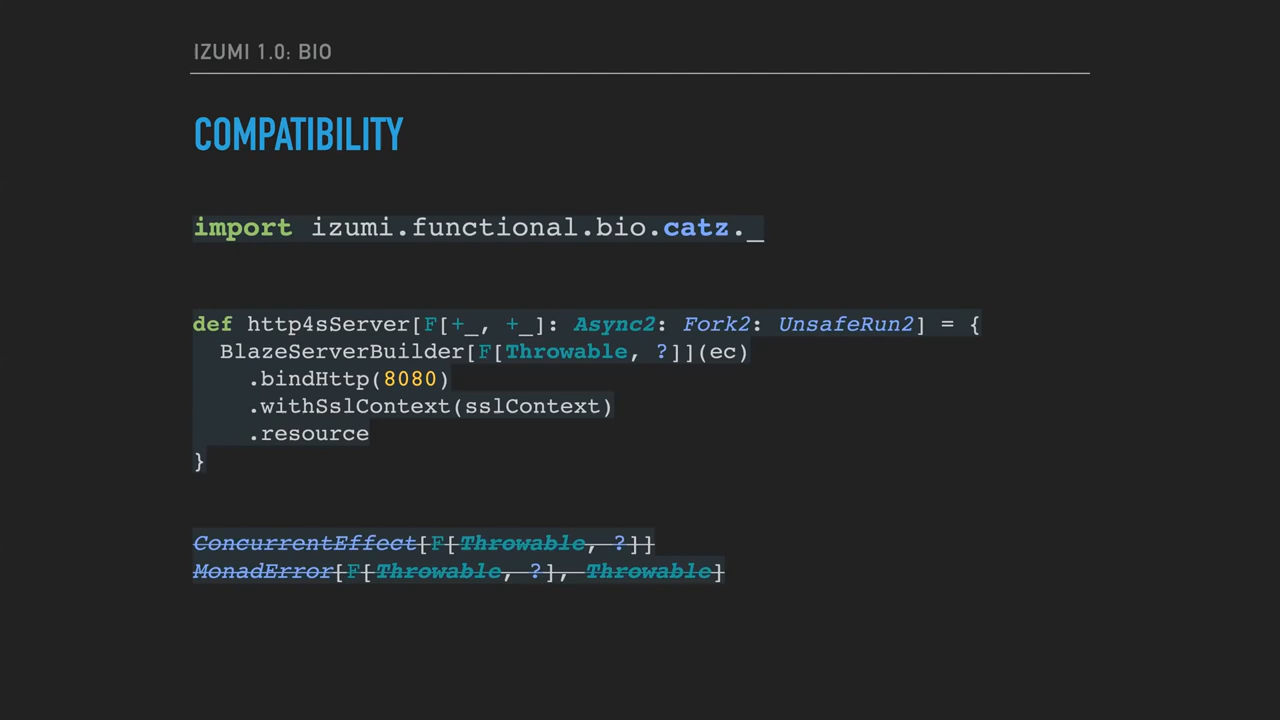 IZUMI 1.0: BIO
COMPATIBILITY
import izumi.functional.bio.catz._
def http4sServer[F[+_, +_]: Async2: Fork2: UnsafeRun2] = {
BlazeServerBuilder[F[Throwable, ?]](ec)
.bindHttp(8080)
.withSslContext(sslContext)
.resource
}
ConcurrentEffect[F[Throwable, ?]]
MonadError[F[Throwable, ?], Throwable]